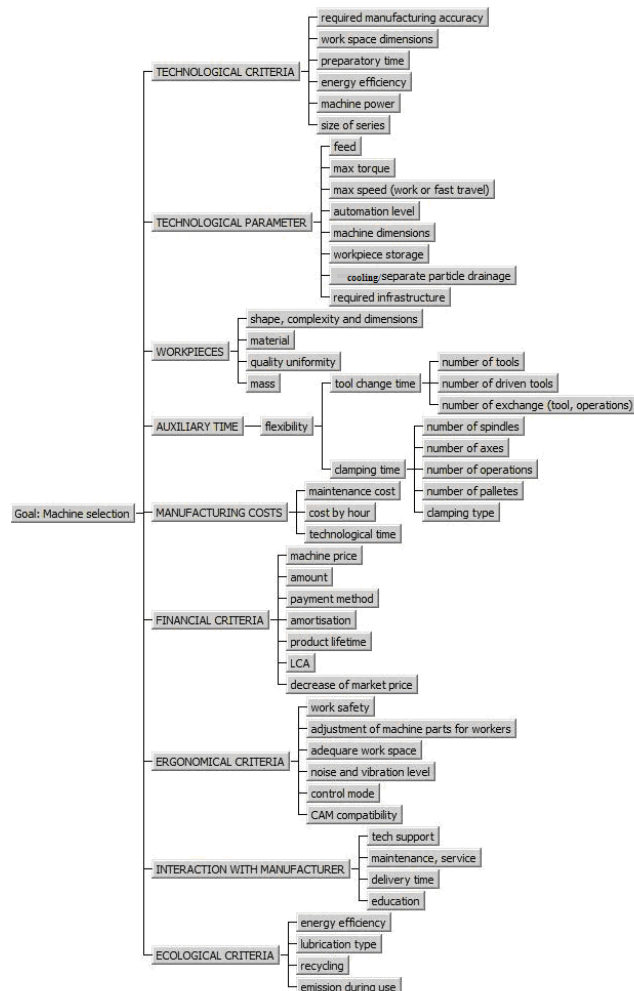 required manufacturing accuracy
work space dimensions
preparatory time
TECHNOLOGICAL CRITERIA
energy efficiency
machine power
size of series
feed
max torque
max speed (work or fast travel)
automation level
TECHNOLOGICAL PARAMETER
machine dimensions
workpiece storage
cooling/separate particle drainage
required infrastructure
shape, complexity and dimensions
material
WORKPIECES
quality uniformity
mass
number of tools
tool change time
number of driven tools
number of exchange (tool, operations)
AUXILIARY TIME
flexibility
number of spindles
number of axes
clamping time
number of operations
number of palletes
clamping type
Goal: Machine selection
maintenance cost
MANUFACTURING COSTS
cost by hour
technological time
machine price
amount
payment method
FINANCIAL CRITERIA
amortisation
product lifetime
LCA
decrease of market price
work safety
adjustment of machine parts for workers
adequare work space
ERGONOMICAL CRITERIA
noise and vibration level
control mode
CAM compatibility
tech support
maintenance, service
INTERACTION WITH MANUFACTURER
delivery time
education
energy efficiency
lubrication type
ECOLOGICAL CRITERIA
recycling
emission during use